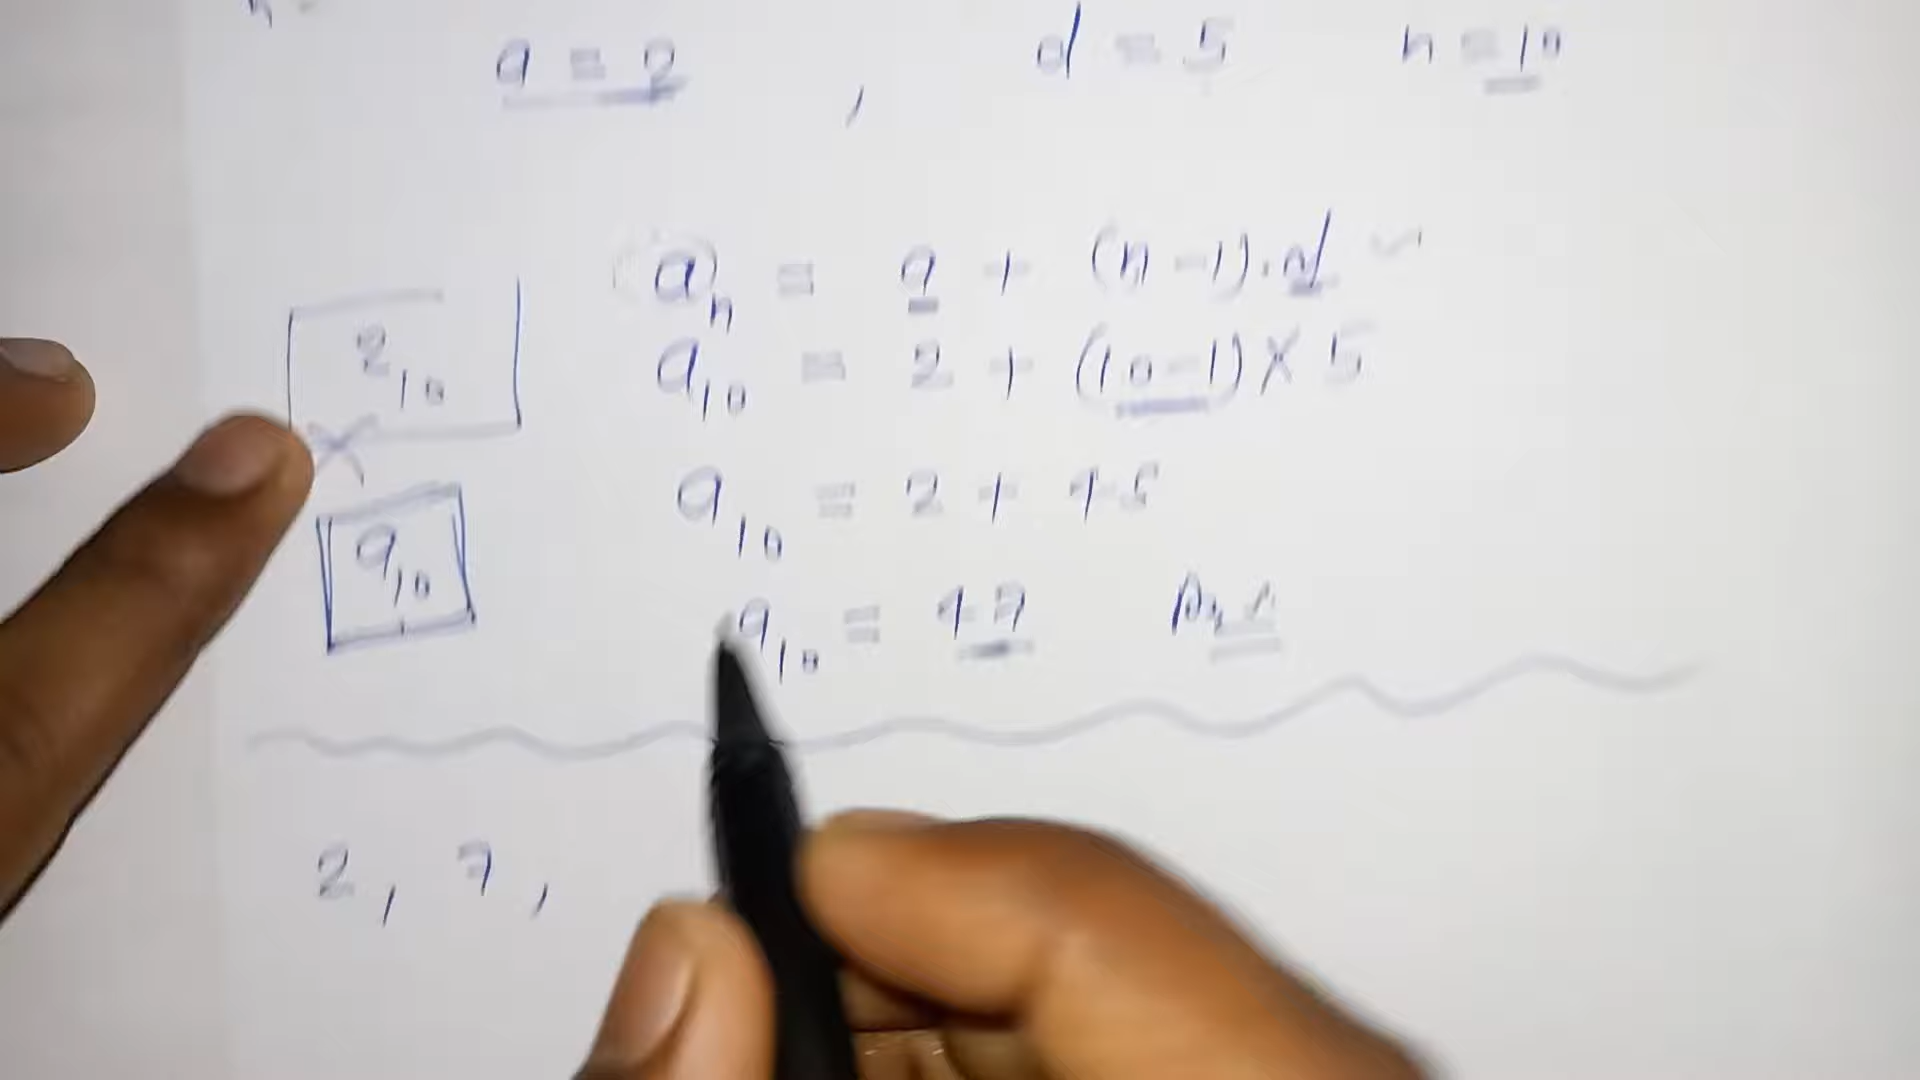 a = 2 , d = 5 n = 10
aₙ = a + (n-1).d
2₁₀
a₁₀ = 2 + (10-1) × 5
a₁₀ = 2 + 45
a₁₀
a₁₀ = 47 Ans
2, 7,